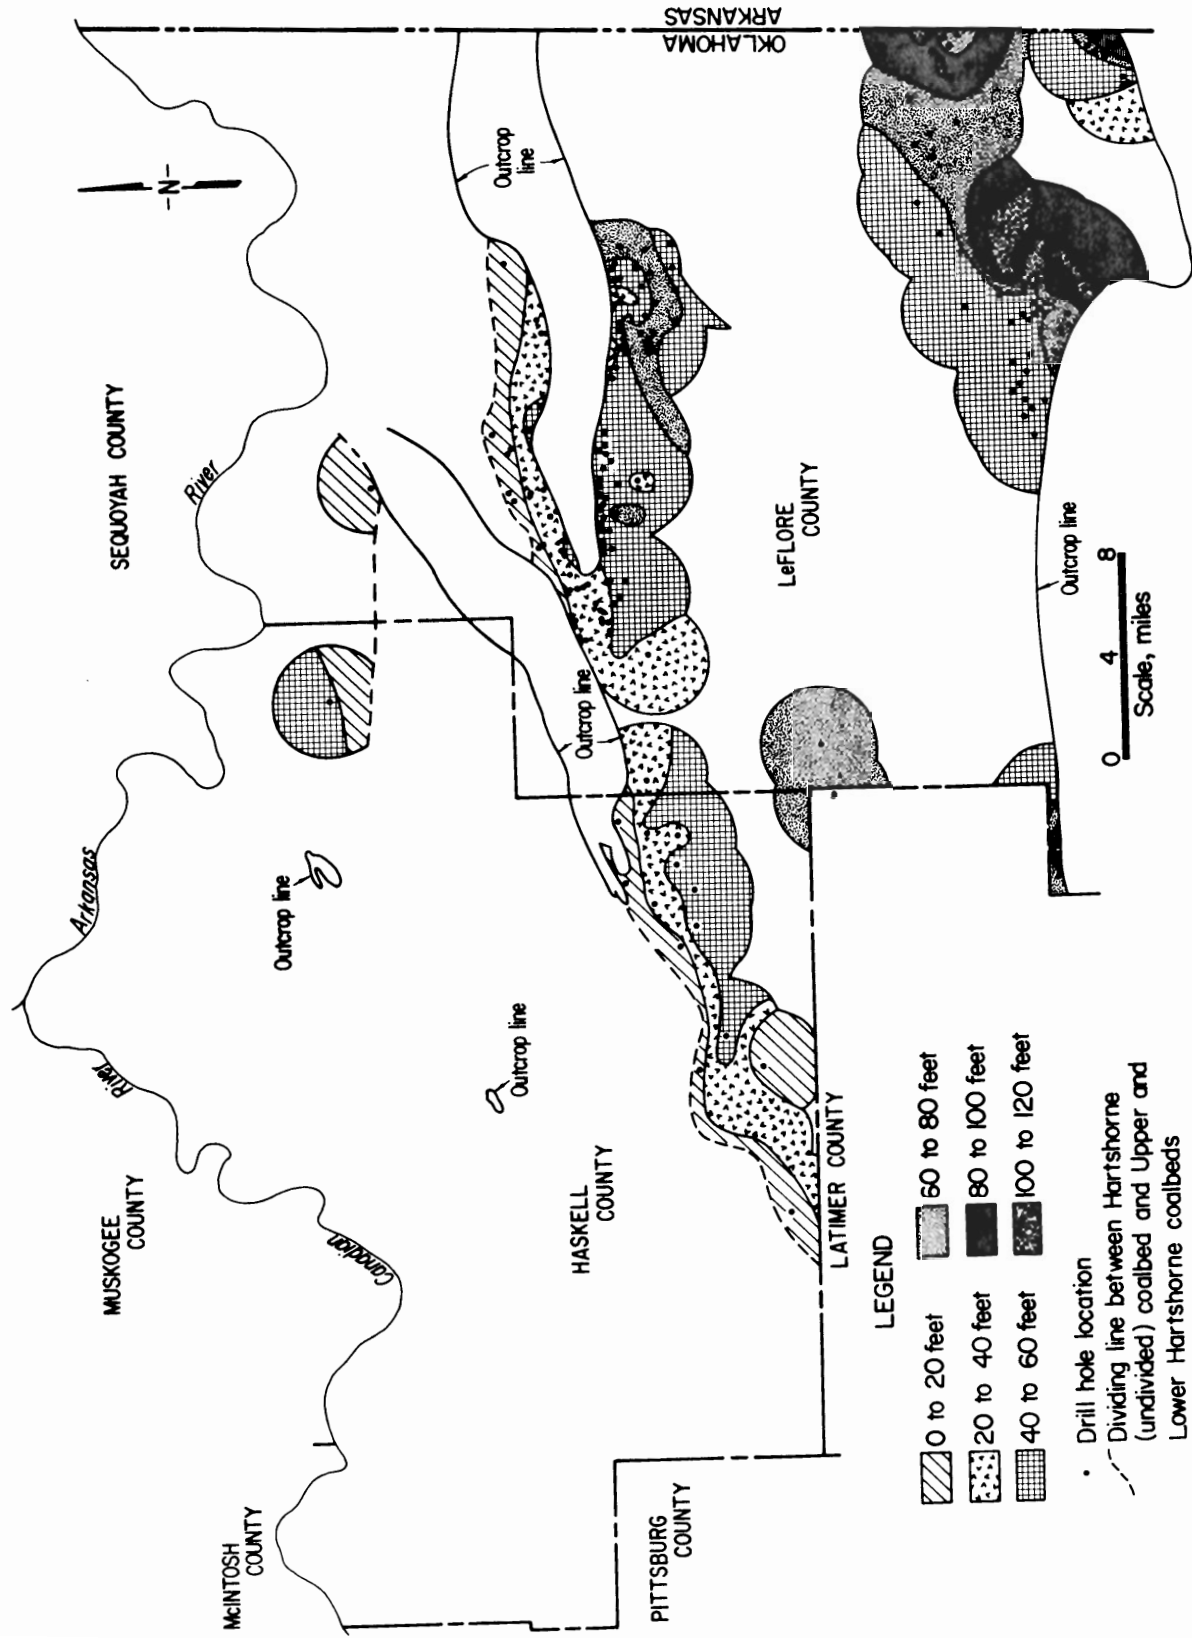 OKLAHOMA
ARKANSAS
-N-
SEQUOYAH COUNTY
River
Arkansas
River
Canadian
MUSKOGEE
COUNTY
McINTOSH
COUNTY
PITTSBURG
COUNTY
HASKELL
COUNTY
LATIMER COUNTY
LeFLORE
COUNTY
Outcrop
line
Outcrop line
Outcrop line
Outcrop line
Outcrop line
0 4 8
Scale, miles
LEGEND
0 to 20 feet
20 to 40 feet
40 to 60 feet
60 to 80 feet
80 to 100 feet
100 to 120 feet
Drill hole location
Dividing line between Hartshorne
(undivided) coalbed and Upper and
Lower Hartshorne coalbeds